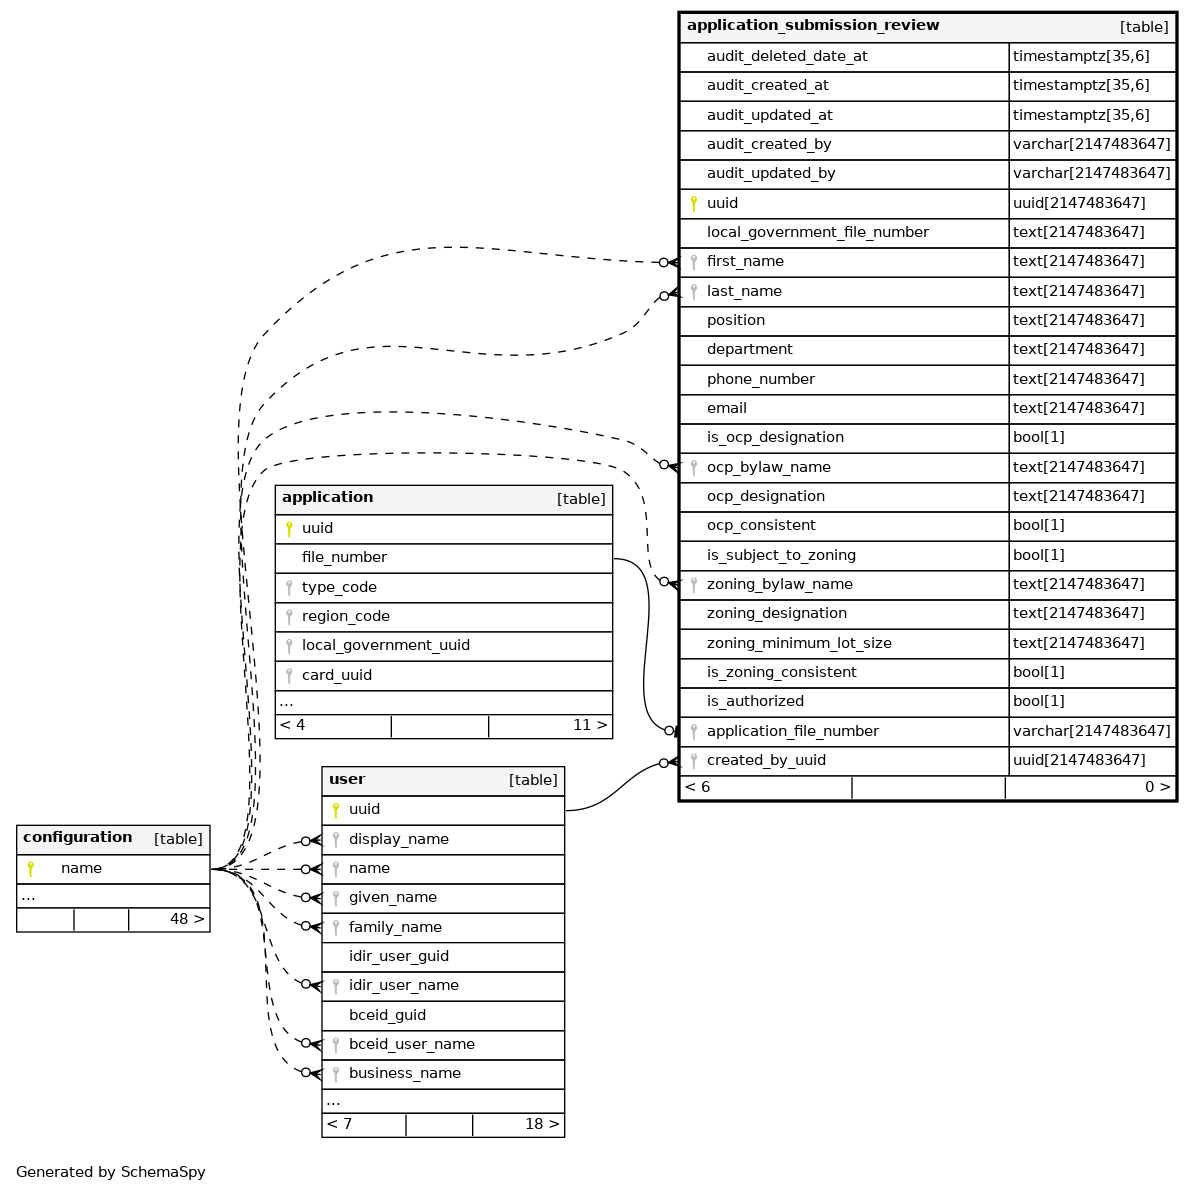 application_submission_review [table]
audit_deleted_date_at timestamptz[35,6]
audit_created_at timestamptz[35,6]
audit_updated_at timestamptz[35,6]
audit_created_by varchar[2147483647]
audit_updated_by varchar[2147483647]
uuid uuid[2147483647]
local_government_file_number text[2147483647]
first_name text[2147483647]
last_name text[2147483647]
position text[2147483647]
department text[2147483647]
phone_number text[2147483647]
email text[2147483647]
is_ocp_designation bool[1]
ocp_bylaw_name text[2147483647]
ocp_designation text[2147483647]
ocp_consistent bool[1]
is_subject_to_zoning bool[1]
zoning_bylaw_name text[2147483647]
zoning_designation text[2147483647]
zoning_minimum_lot_size text[2147483647]
is_zoning_consistent bool[1]
is_authorized bool[1]
application_file_number varchar[2147483647]
created_by_uuid uuid[2147483647]
< 6 0 >
application [table]
uuid
file_number
type_code
region_code
local_government_uuid
card_uuid
...
< 4 11 >
user [table]
uuid
display_name
name
given_name
family_name
idir_user_guid
idir_user_name
bceid_guid
bceid_user_name
business_name
...
< 7 18 >
configuration [table]
name
...
48 >
Generated by SchemaSpy